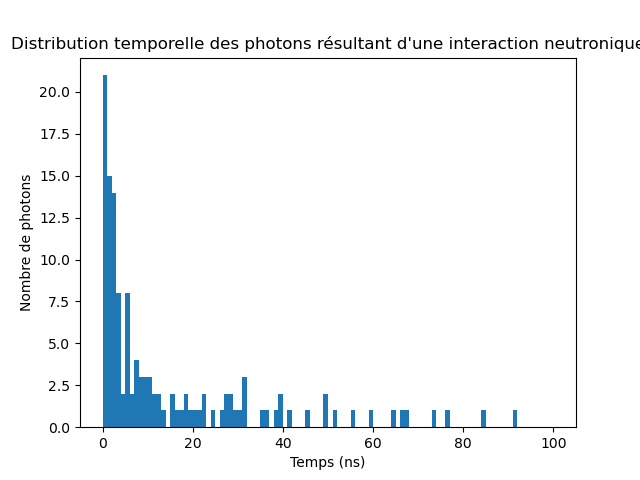 Distribution temporelle des photons résultant d'une interaction neutronique
20.0
17.5
15.0
12.5
10.0
7.5
5.0
2.5
0.0
Nombre de photons
0 20 40 60 80 100
Temps (ns)